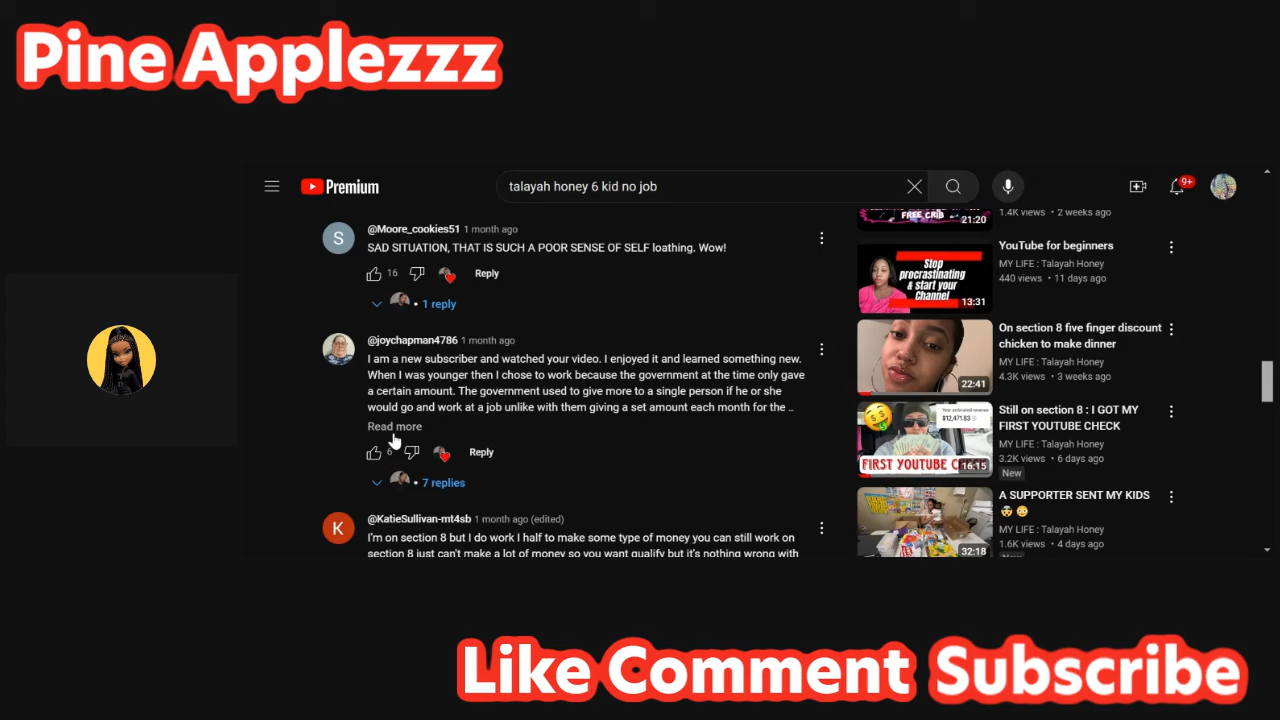 Pine Applezzz
Premium
talayah honey 6 kid no job
9+
@Moore_cookies51 1 month ago
SAD SITUATION, THAT IS SUCH A POOR SENSE OF SELF loathing. Wow!
16 Reply
1 reply
@joychapman4786 1 month ago
I am a new subscriber and watched your video. I enjoyed it and learned something new.
When I was younger then I chose to work because the government at the time only gave
a certain amount. The government used to give more to a single person if he or she
would go and work at a job unlike with them giving a set amount each month for the ..
Read more
6 Reply
7 replies
@KatieSullivan-mt4sb 1 month ago (edited)
I'm on section 8 but I do work I half to make some type of money you can still work on
section 8 just can't make a lot of money so you want qualify but it's nothing wrong with
FREE CRIB
21:20
1.4K views • 2 weeks ago
Stop
procrastinating
& start your
Channel
13:31
YouTube for beginners
MY LIFE : Talayah Honey
440 views • 11 days ago
22:41
On section 8 five finger discount
chicken to make dinner
MY LIFE : Talayah Honey
4.3K views • 3 weeks ago
$12,471.83
FIRST YOUTUBE
16:15
Still on section 8 : I GOT MY
FIRST YOUTUBE CHECK
MY LIFE : Talayah Honey
3.2K views • 6 days ago
New
32:18
A SUPPORTER SENT MY KIDS
MY LIFE : Talayah Honey
1.6K views • 4 days ago
Like Comment Subscribe